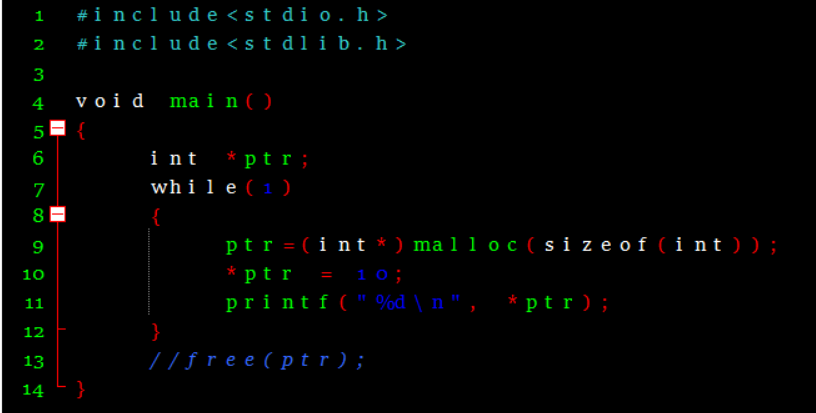 1 #include<stdio.h>
2 #include<stdlib.h>
3
4 void main()
5 {
6 int *ptr;
7 while(1)
8 {
9 ptr=(int*)malloc(sizeof(int));
10 *ptr = 10;
11 printf("%d\n", *ptr);
12 }
13 //free(ptr);
14 }